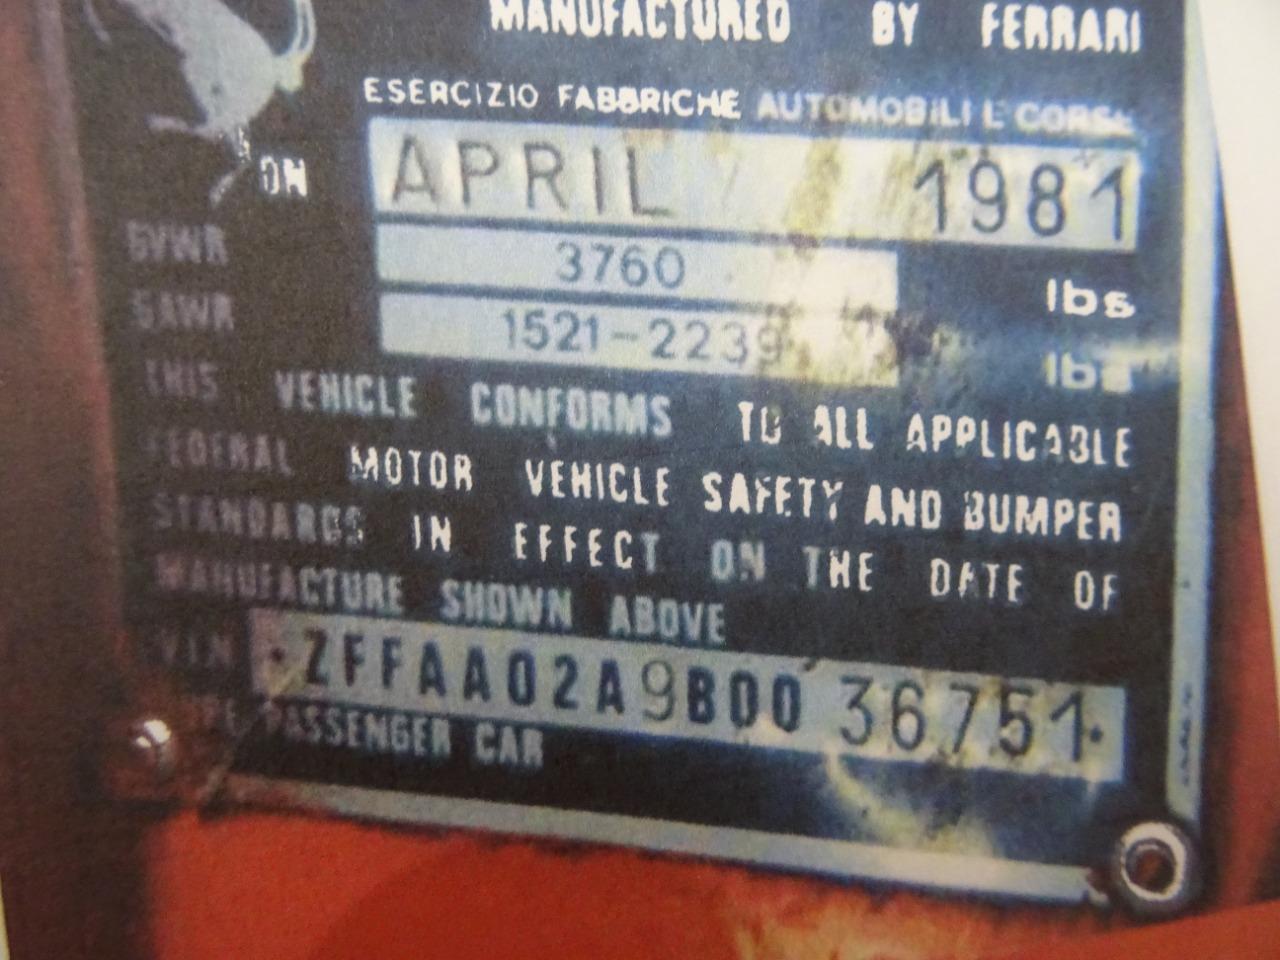 MANUFACTURED BY FERRARI
ESERCIZIO FABBRICHE AUTOMOBILI E CORSE
ON APRIL 1981
GVWR 3760 lbs
GAWR 1521-2239 lbs
THIS VEHICLE CONFORMS TO ALL APPLICABLE
FEDERAL MOTOR VEHICLE SAFETY AND BUMPER
STANDARDS IN EFFECT ON THE DATE OF
MANUFACTURE SHOWN ABOVE
VIN ·ZFFAA02A9B00 36751·
TYPE PASSENGER CAR